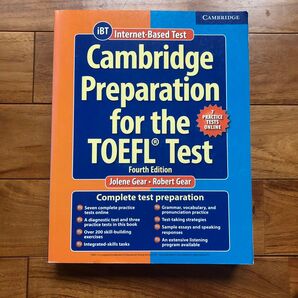 iBT Internet-Based Test
CAMBRIDGE
Cambridge
Preparation
for the
TOEFL® Test
Fourth Edition
7
PRACTICE
TESTS
ONLINE
Jolene Gear · Robert Gear
Complete test preparation
Seven complete practice
tests online
A diagnostic test and three
practice tests in this book
Over 200 skill-building
exercises
Integrated-skills tasks
Grammar, vocabulary, and
pronunciation practice
Test-taking strategies
Sample essays and speaking
responses
An extensive listening
program available